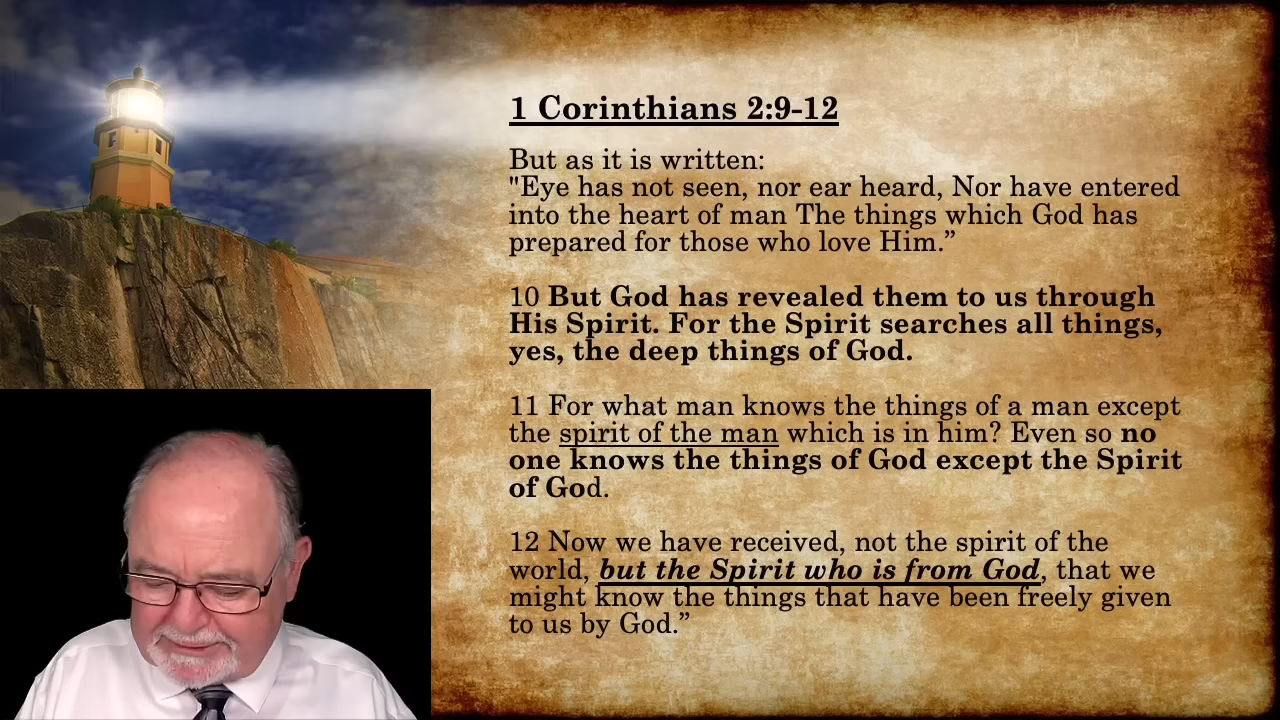 1 Corinthians 2:9-12
But as it is written:
"Eye has not seen, nor ear heard, Nor have entered
into the heart of man The things which God has
prepared for those who love Him.”
10 But God has revealed them to us through
His Spirit. For the Spirit searches all things,
yes, the deep things of God.
11 For what man knows the things of a man except
the spirit of the man which is in him? Even so no
one knows the things of God except the Spirit
of God.
12 Now we have received, not the spirit of the
world, but the Spirit who is from God, that we
might know the things that have been freely given
to us by God.”